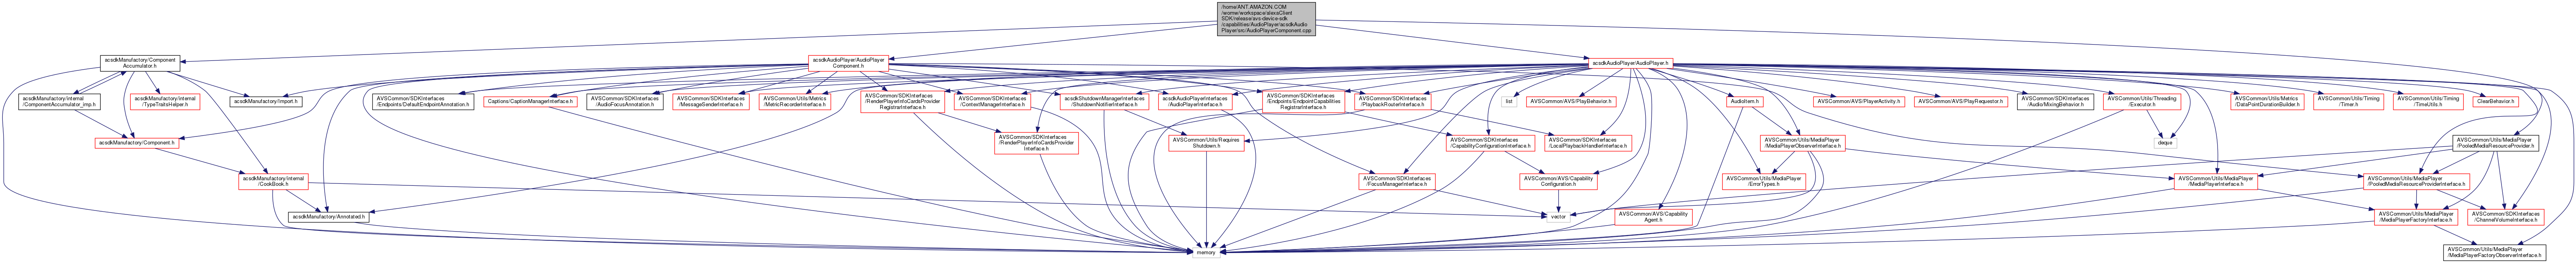 /home/ANT.AMAZON.COM
/womw/workspace/alexaClient
SDK/release/avs-device-sdk
/capabilities/AudioPlayer/acsdkAudio
Player/src/AudioPlayerComponent.cpp
acsdkManufactory/Component
Accumulator.h
acsdkAudioPlayer/AudioPlayer
Component.h
acsdkAudioPlayer/AudioPlayer.h
acsdkManufactory/internal
/ComponentAccumulator_imp.h
acsdkManufactory/internal
/TypeTraitsHelper.h
acsdkManufactory/Import.h
AVSCommon/SDKInterfaces
/Endpoints/DefaultEndpointAnnotation.h
Captions/CaptionManagerInterface.h
AVSCommon/SDKInterfaces
/AudioFocusAnnotation.h
AVSCommon/SDKInterfaces
/MessageSenderInterface.h
AVSCommon/Utils/Metrics
/MetricRecorderInterface.h
AVSCommon/SDKInterfaces
/RenderPlayerInfoCardsProvider
RegistrarInterface.h
AVSCommon/SDKInterfaces
/ContextManagerInterface.h
acsdkShutdownManagerInterfaces
/ShutdownNotifierInterface.h
acsdkAudioPlayerInterfaces
/AudioPlayerInterface.h
AVSCommon/SDKInterfaces
/Endpoints/EndpointCapabilities
RegistrarInterface.h
AVSCommon/SDKInterfaces
/PlaybackRouterInterface.h
list
AVSCommon/AVS/PlayBehavior.h
AudioItem.h
AVSCommon/AVS/PlayerActivity.h
AVSCommon/AVS/PlayRequestor.h
AVSCommon/SDKInterfaces
/Audio/MixingBehavior.h
AVSCommon/Utils/Threading
/Executor.h
AVSCommon/Utils/Metrics
/DataPointDurationBuilder.h
AVSCommon/Utils/Timing
/Timer.h
AVSCommon/Utils/Timing
/TimeUtils.h
ClearBehavior.h
acsdkManufactory/Component.h
AVSCommon/SDKInterfaces
/RenderPlayerInfoCardsProvider
Interface.h
AVSCommon/Utils/Requires
Shutdown.h
AVSCommon/SDKInterfaces
/CapabilityConfigurationInterface.h
AVSCommon/SDKInterfaces
/LocalPlaybackHandlerInterface.h
AVSCommon/Utils/MediaPlayer
/MediaPlayerObserverInterface.h
deque
AVSCommon/Utils/MediaPlayer
/PooledMediaResourceProvider.h
acsdkManufactory/internal
/CookBook.h
AVSCommon/SDKInterfaces
/FocusManagerInterface.h
AVSCommon/AVS/Capability
Configuration.h
AVSCommon/Utils/MediaPlayer
/ErrorTypes.h
AVSCommon/Utils/MediaPlayer
/MediaPlayerInterface.h
AVSCommon/Utils/MediaPlayer
/PooledMediaResourceProviderInterface.h
acsdkManufactory/Annotated.h
vector
AVSCommon/AVS/Capability
Agent.h
AVSCommon/Utils/MediaPlayer
/MediaPlayerFactoryInterface.h
AVSCommon/SDKInterfaces
/ChannelVolumeInterface.h
memory
AVSCommon/Utils/MediaPlayer
/MediaPlayerFactoryObserverInterface.h